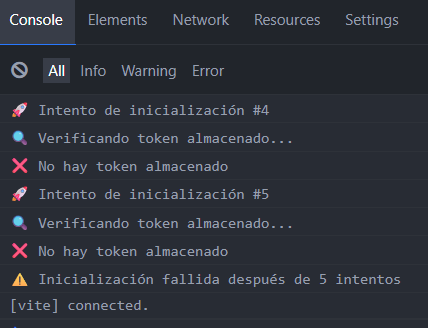 Console Elements Network Resources Settings
All Info Warning Error
🚀 Intento de inicialización #4
🔍 Verificando token almacenado...
❌ No hay token almacenado
🚀 Intento de inicialización #5
🔍 Verificando token almacenado...
❌ No hay token almacenado
⚠️ Inicialización fallida después de 5 intentos
[vite] connected.